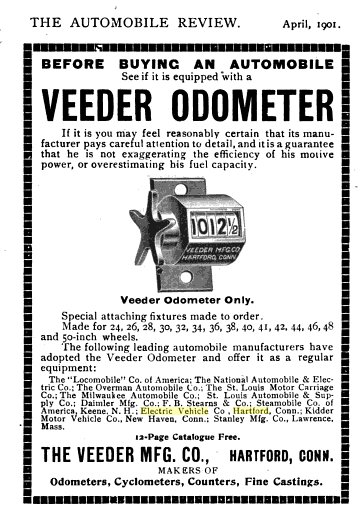 THE AUTOMOBILE REVIEW. April, 1901.
BEFORE BUYING AN AUTOMOBILE
See if it is equipped with a
VEEDER ODOMETER
If it is you may feel reasonably certain that its manu-
facturer pays careful attention to detail, and it is a guarantee
that he is not exaggerating the efficiency of his motive
power, or overestimating his fuel capacity.
1012½
VEEDER MFG. CO
HARTFORD, CONN.
Veeder Odometer Only.
Special attaching fixtures made to order.
Made for 24, 26, 28, 30, 32, 34, 36, 38, 40, 41, 42, 44, 46, 48
and 50-inch wheels.
The following leading automobile manufacturers have
adopted the Veeder Odometer and offer it as a regular
equipment:
The "Locomobile" Co. of America; The National Automobile & Elec-
tric Co.; The Overman Automobile Co.; The St. Louis Motor Carriage
Co.; The Milwaukee Automobile Co.; St. Louis Automobile & Sup-
ply Co.; Daimler Mfg. Co.; F. B. Stearns & Co.; Steamobile Co. of
America, Keene, N. H.; Electric Vehicle Co., Hartford, Conn.; Kidder
Motor Vehicle Co., New Haven, Conn.; Stanley Mfg. Co., Lawrence,
Mass.
12-Page Catalogue Free.
THE VEEDER MFG. CO., HARTFORD, CONN.
MAKERS OF
Odometers, Cyclometers, Counters, Fine Castings.